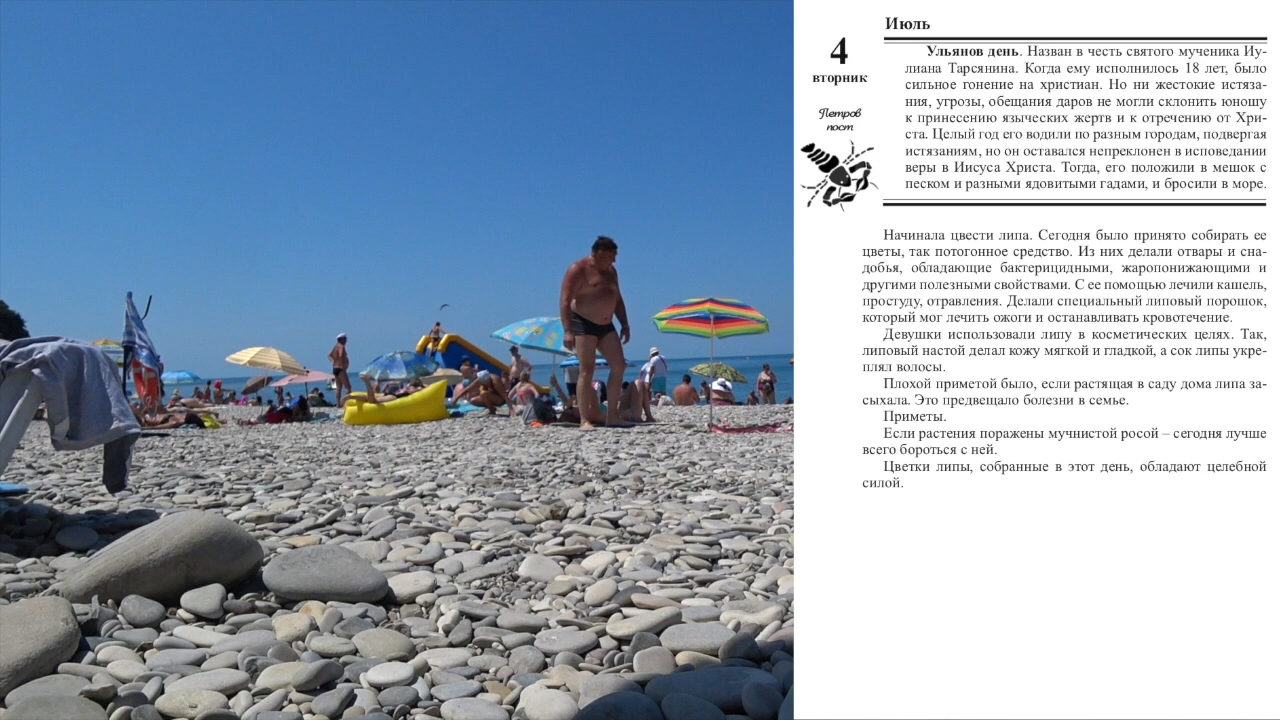 Июль
4
вторник
Петров
пост
Ульянов день. Назван в честь святого мученика Иу-
лиана Тарсянина. Когда ему исполнилось 18 лет, было
сильное гонение на христиан. Но ни жестокие истяза-
ния, угрозы, обещания даров не могли склонить юношу
к принесению языческих жертв и к отречению от Хри-
ста. Целый год его водили по разным городам, подвергая
истязаниям, но он оставался непреклонен в исповедании
веры в Иисуса Христа. Тогда, его положили в мешок с
песком и разными ядовитыми гадами, и бросили в море.
Начинала цвести липа. Сегодня было принято собирать ее
цветы, так потогонное средство. Из них делали отвары и сна-
добья, обладающие бактерицидными, жаропонижающими и
другими полезными свойствами. С ее помощью лечили кашель,
простуду, отравления. Делали специальный липовый порошок,
который мог лечить ожоги и останавливать кровотечение.
Девушки использовали липу в косметических целях. Так,
липовый настой делал кожу мягкой и гладкой, а сок липы укре-
плял волосы.
Плохой приметой было, если растящая в саду дома липа за-
сыхала. Это предвещало болезни в семье.
Приметы.
Если растения поражены мучнистой росой – сегодня лучше
всего бороться с ней.
Цветки липы, собранные в этот день, обладают целебной
силой.